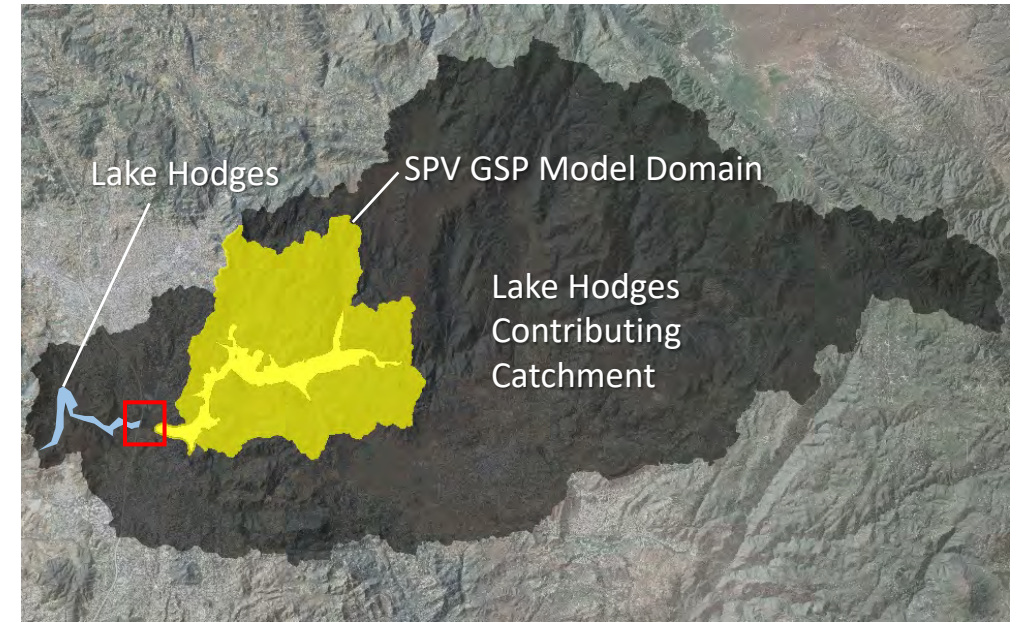 Lake Hodges
SPV GSP Model Domain
Lake Hodges
Contributing
Catchment